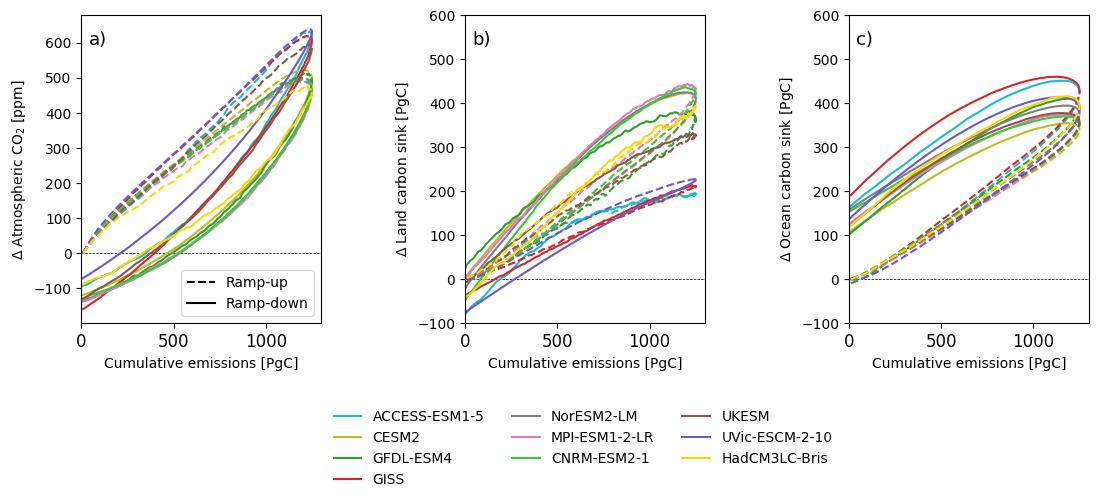 a)
600
500
400
300
200
100
0
−100
Δ Atmospheric CO₂ [ppm]
Ramp-up
Ramp-down
0
500
1000
Cumulative emissions [PgC]
b)
600
500
400
300
200
100
0
−100
Δ Land carbon sink [PgC]
0
500
1000
Cumulative emissions [PgC]
c)
600
500
400
300
200
100
0
−100
Δ Ocean carbon sink [PgC]
0
500
1000
Cumulative emissions [PgC]
ACCESS-ESM1-5
CESM2
GFDL-ESM4
GISS
NorESM2-LM
MPI-ESM1-2-LR
CNRM-ESM2-1
UKESM
UVic-ESCM-2-10
HadCM3LC-Bris